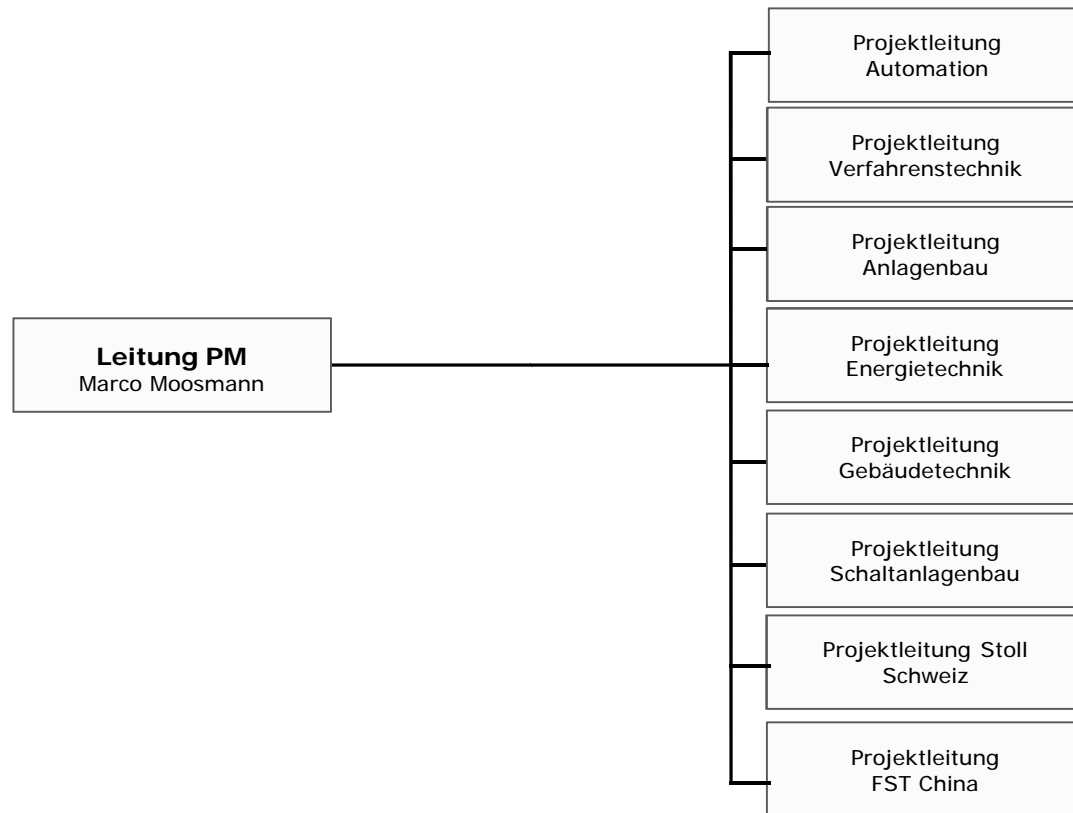 Projektleitung
Automation
Projektleitung
Verfahrenstechnik
Projektleitung
Anlagenbau
Leitung PM
Marco Moosmann
Projektleitung
Energietechnik
Projektleitung
Gebäudetechnik
Projektleitung
Schaltanlagenbau
Projektleitung Stoll
Schweiz
Projektleitung
FST China